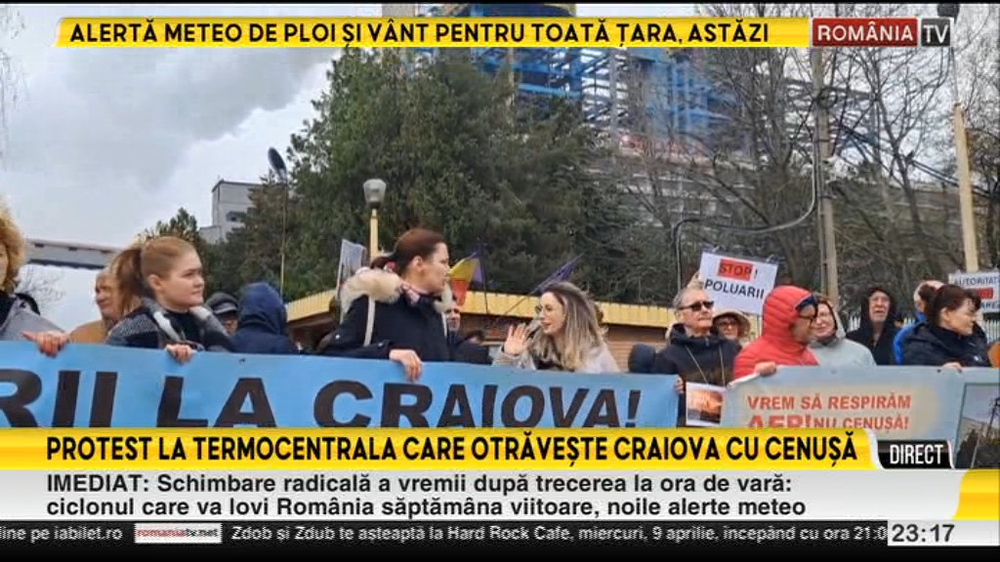 ALERTĂ METEO DE PLOI ȘI VÂNT PENTRU TOATĂ ȚARA, ASTĂZI
ROMÂNIA TV
STOP!
POLUARII
AUTORITAT
RII LA CRAIOVA!
VREM SĂ RESPIRĂM
AER! NU CENUȘĂ!
PROTEST LA TERMOCENTRALA CARE OTRĂVEȘTE CRAIOVA CU CENUȘĂ
DIRECT
IMEDIAT: Schimbare radicală a vremii după trecerea la ora de vară:
ciclonul care va lovi România săptămâna viitoare, noile alerte meteo
line pe iabilet.ro romaniatv.net Zdob și Zdub te așteaptă la Hard Rock Cafe, miercuri, 9 aprilie, începând cu ora 21:0
23:17